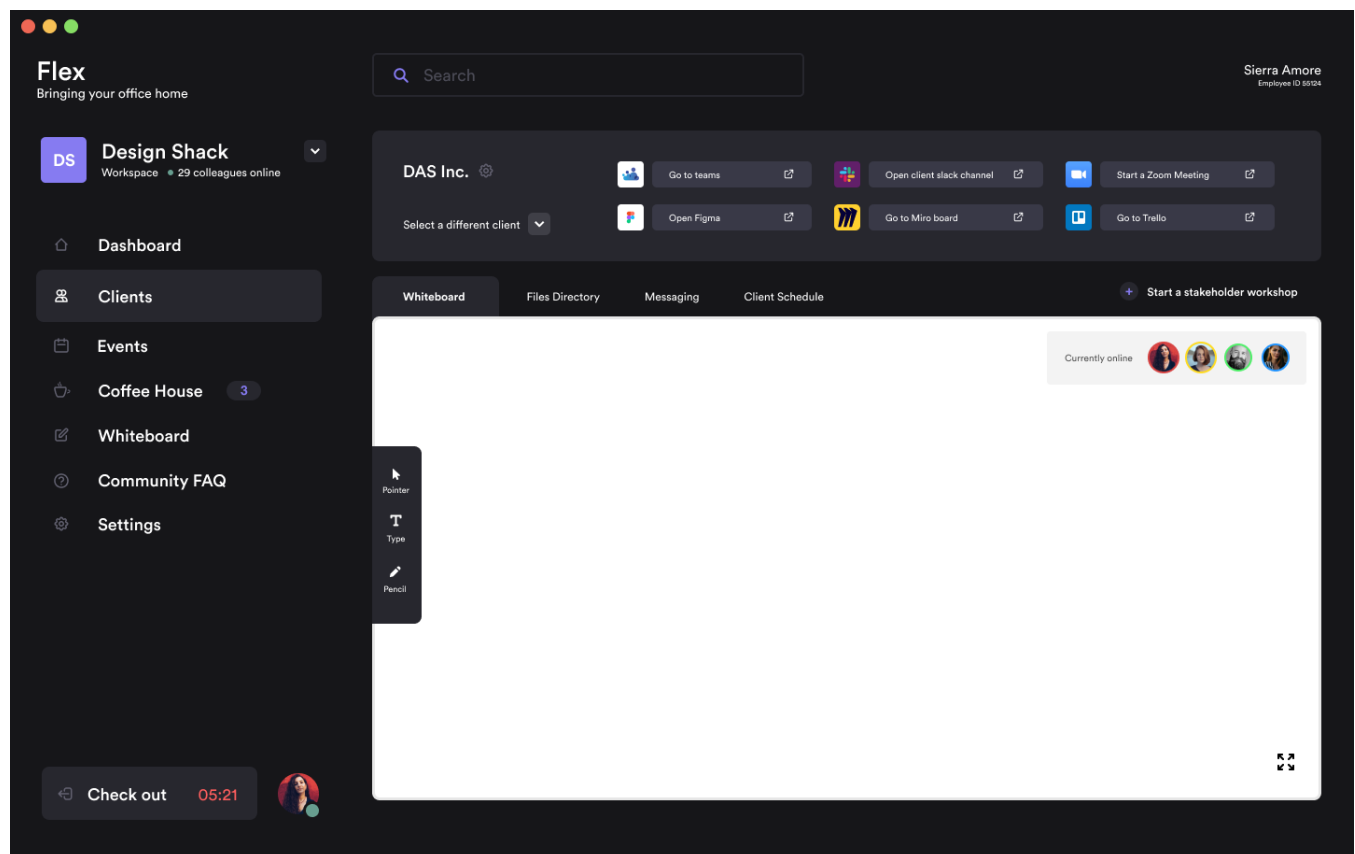 Flex
Bringing your office home
Search
Sierra Amore
Employee ID 55124
DS
Design Shack
Workspace 29 colleagues online
Dashboard
Clients
Events
Coffee House 3
Whiteboard
Community FAQ
Settings
Check out 05:21
DAS Inc.
Select a different client
Go to teams
Open client slack channel
Start a Zoom Meeting
Open Figma
Go to Miro board
Go to Trello
Whiteboard
Files Directory
Messaging
Client Schedule
+ Start a stakeholder workshop
Currently online
Pointer
T
Type
Pencil